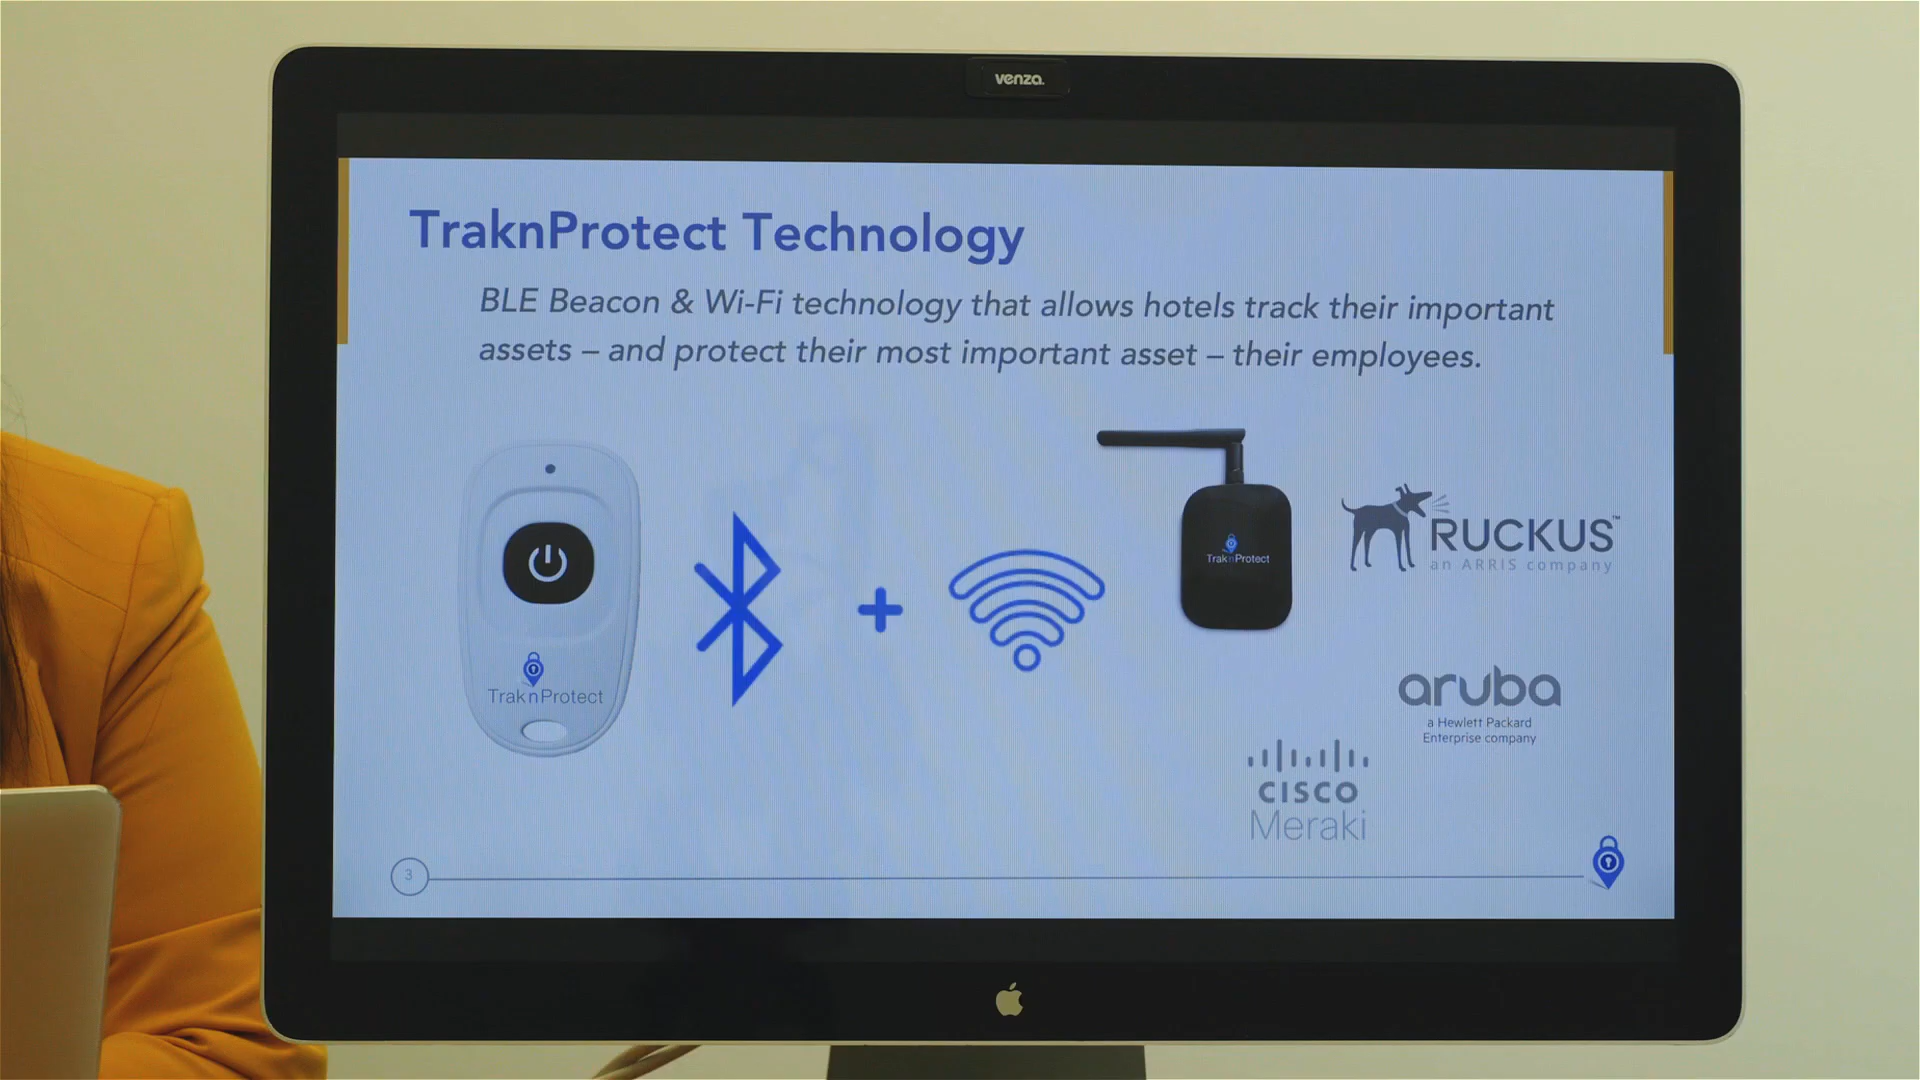 venza.
TraknProtect Technology
BLE Beacon & Wi-Fi technology that allows hotels track their important
assets – and protect their most important asset – their employees.
TraknProtect
TraknProtect
RUCKUS™
an ARRIS company
aruba
a Hewlett Packard
Enterprise company
CISCO
Meraki
3